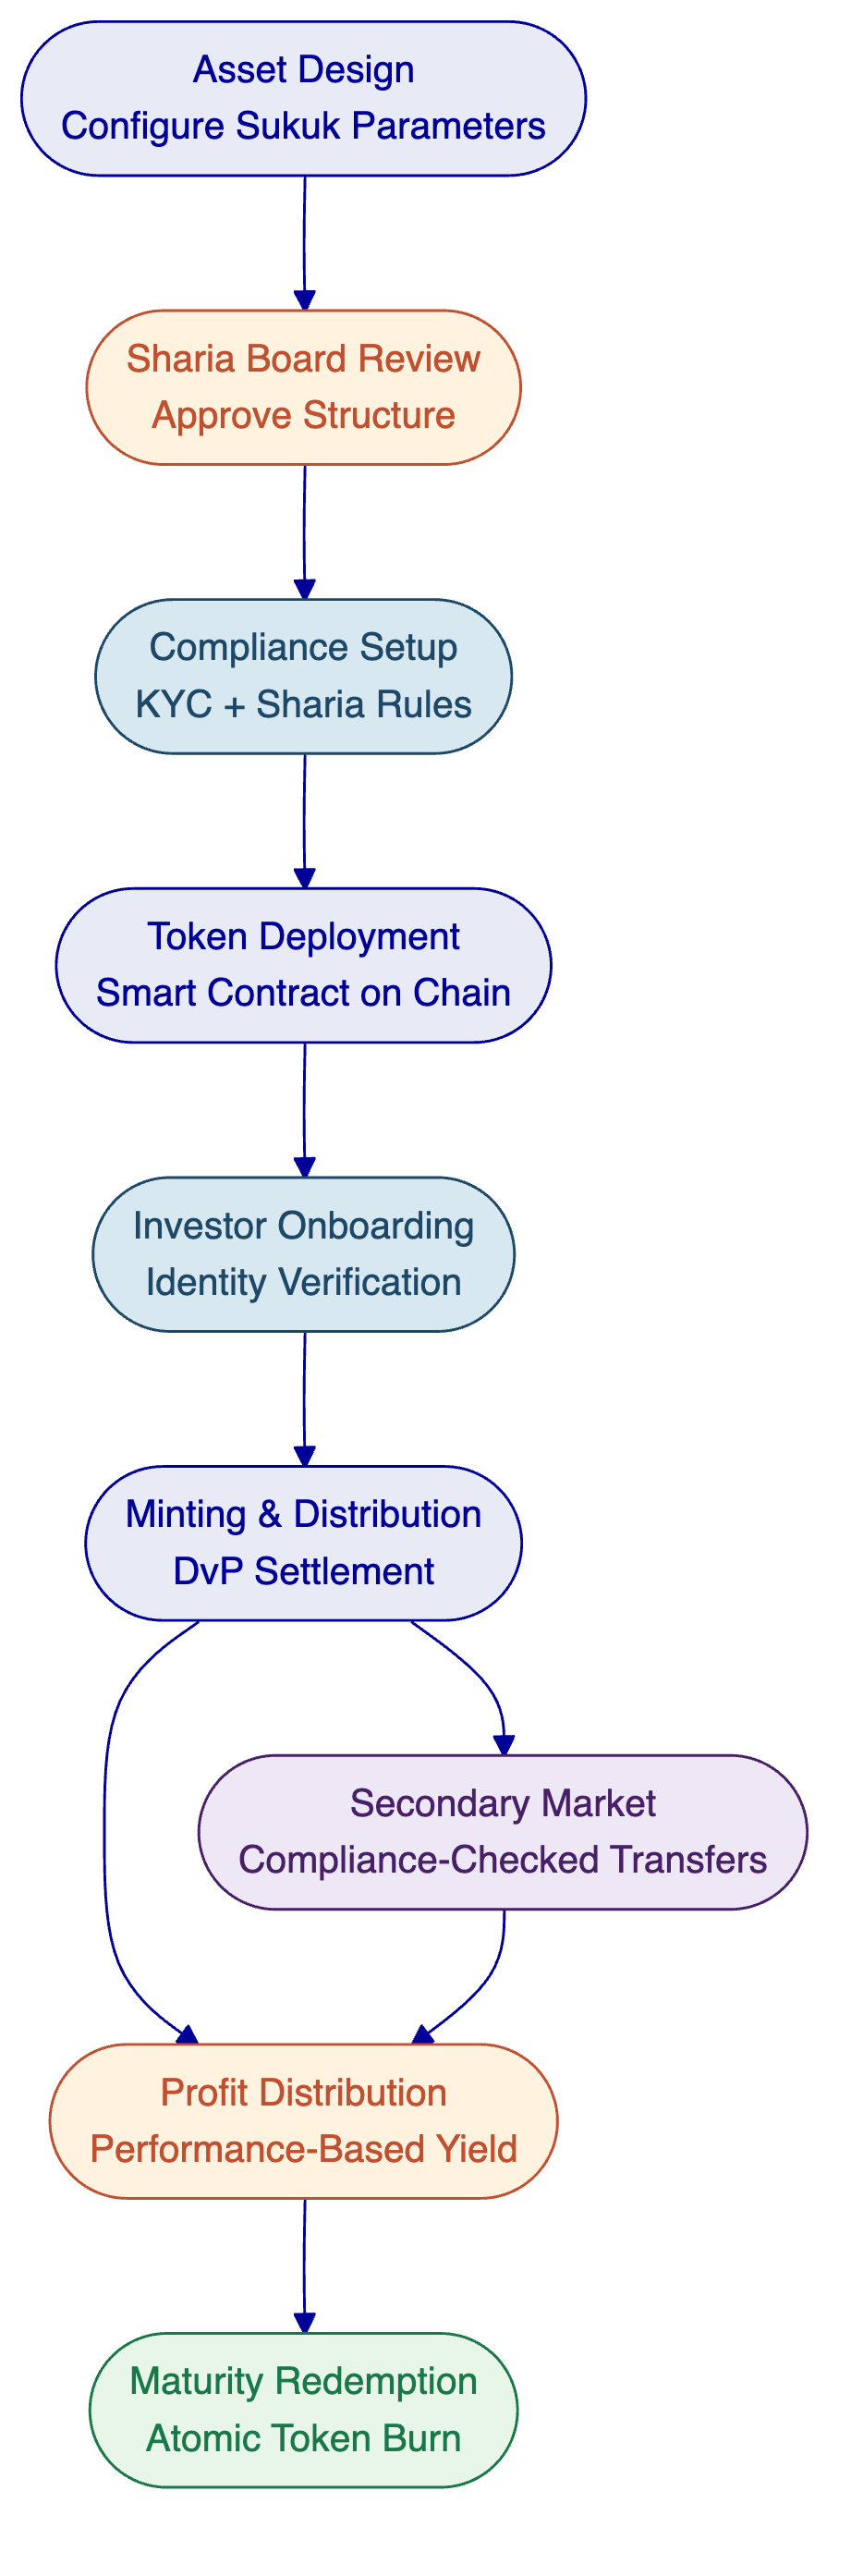 Asset Design
Configure Sukuk Parameters
Sharia Board Review
Approve Structure
Compliance Setup
KYC + Sharia Rules
Token Deployment
Smart Contract on Chain
Investor Onboarding
Identity Verification
Minting & Distribution
DvP Settlement
Secondary Market
Compliance-Checked Transfers
Profit Distribution
Performance-Based Yield
Maturity Redemption
Atomic Token Burn